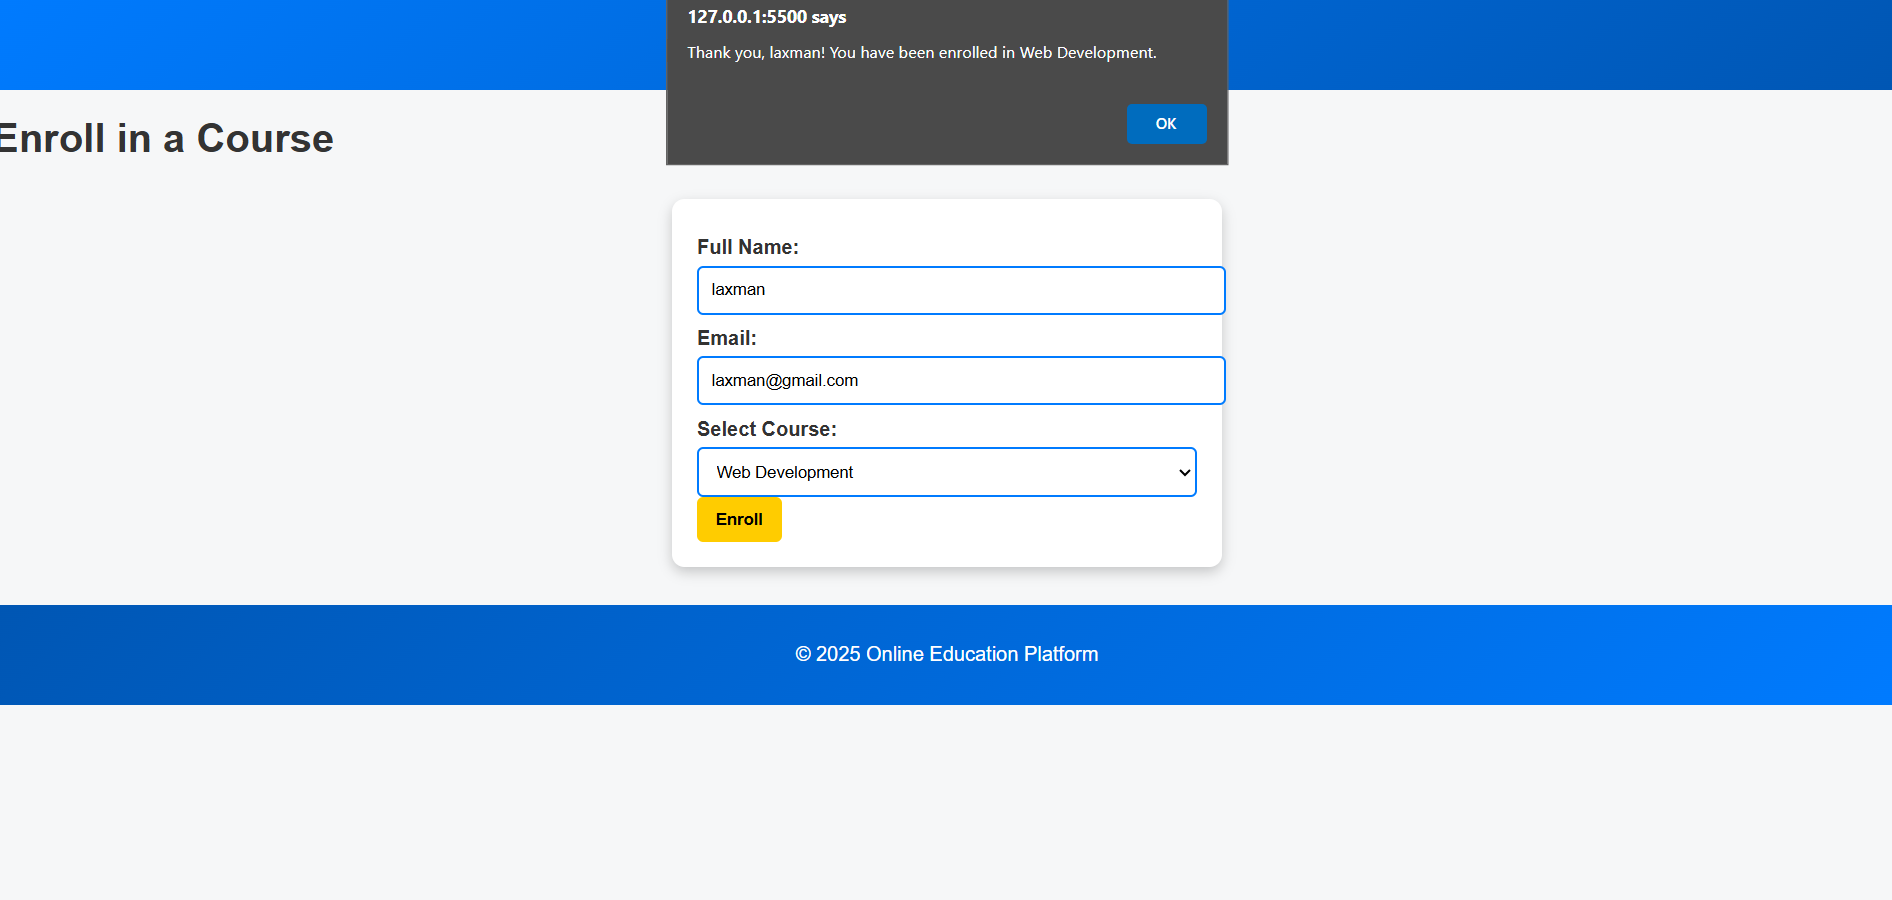 127.0.0.1:5500 says
Thank you, laxman! You have been enrolled in Web Development.
OK
Enroll in a Course
Full Name:
laxman
Email:
laxman@gmail.com
Select Course:
Web Development
Enroll
© 2025 Online Education Platform